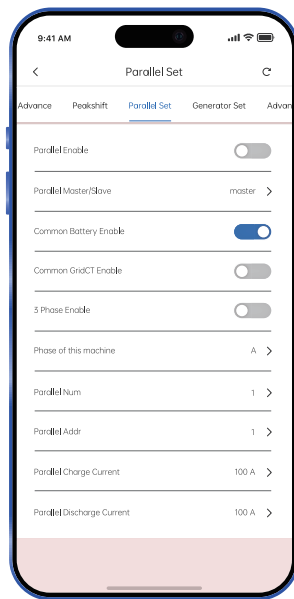 9:41 AM
Parallel Set
Advance Peakshift Parallel Set Generator Set Advan
Parallel Enable
Parallel Master/Slave master
Common Battery Enable
Common GridCT Enable
3 Phase Enable
Phase of this machine A
Parallel Num 1
Parallel Addr 1
Parallel Charge Current 100 A
Parallel Discharge Current 100 A